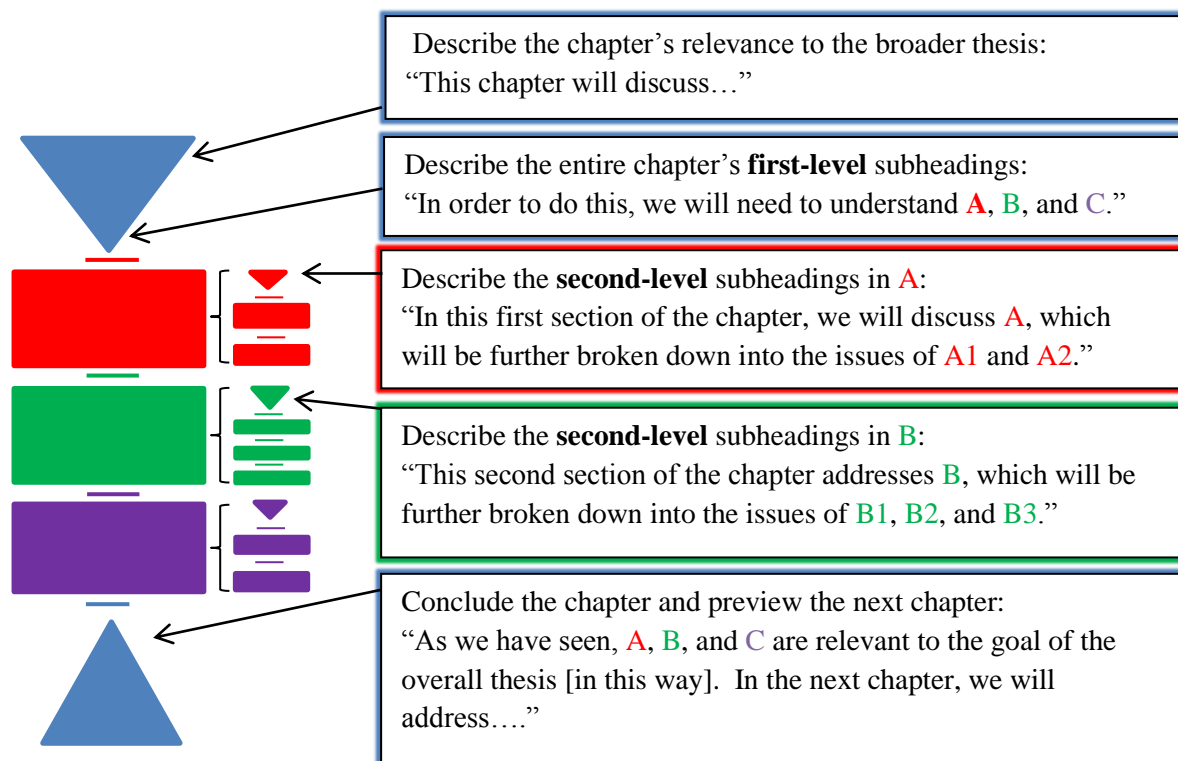 Describe the chapter’s relevance to the broader thesis:
“This chapter will discuss…”
Describe the entire chapter’s first-level subheadings:
“In order to do this, we will need to understand A, B, and C.”
Describe the second-level subheadings in A:
“In this first section of the chapter, we will discuss A, which
will be further broken down into the issues of A1 and A2.”
Describe the second-level subheadings in B:
“This second section of the chapter addresses B, which will be
further broken down into the issues of B1, B2, and B3.”
Conclude the chapter and preview the next chapter:
“As we have seen, A, B, and C are relevant to the goal of the
overall thesis [in this way].  In the next chapter, we will
address….”